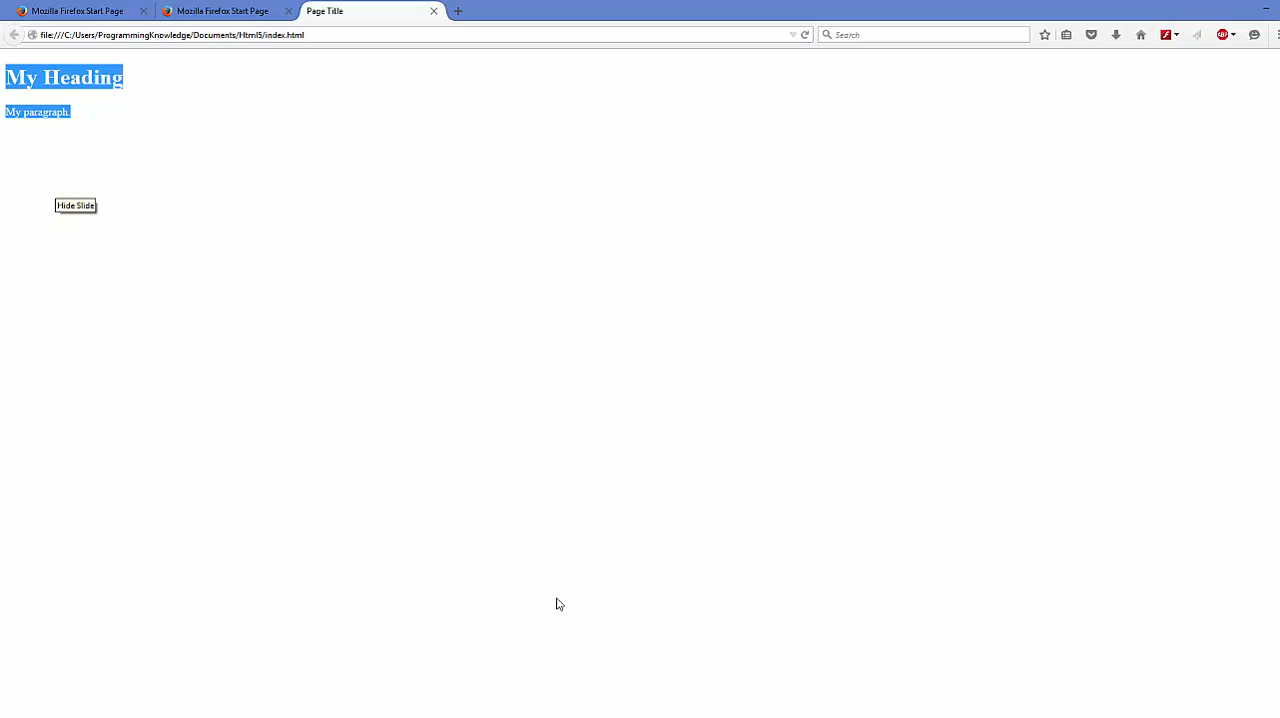 Mozilla Firefox Start Page
Mozilla Firefox Start Page
Page Title
file:///C:/Users/ProgrammingKnowledge/Documents/Html5/index.html
Search
ABP
My Heading
My paragraph.
Hide Slide